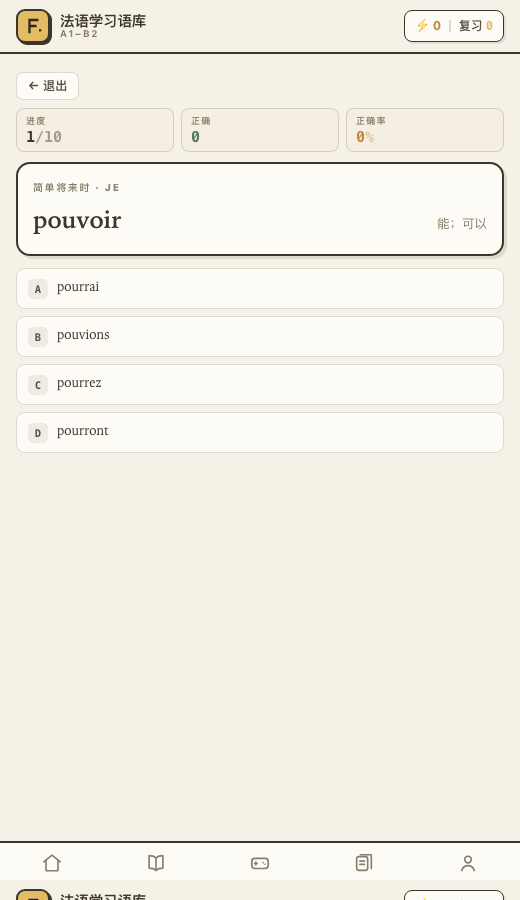 F.
法语学习语库
A1–B2
⚡ 0 | 复习 0
← 退出
进度
1/10
正确
0
正确率
0%
简单将来时 · JE
pouvoir
能；可以
A pourrai
B pouvions
C pourrez
D pourront
F.
法语学习语库